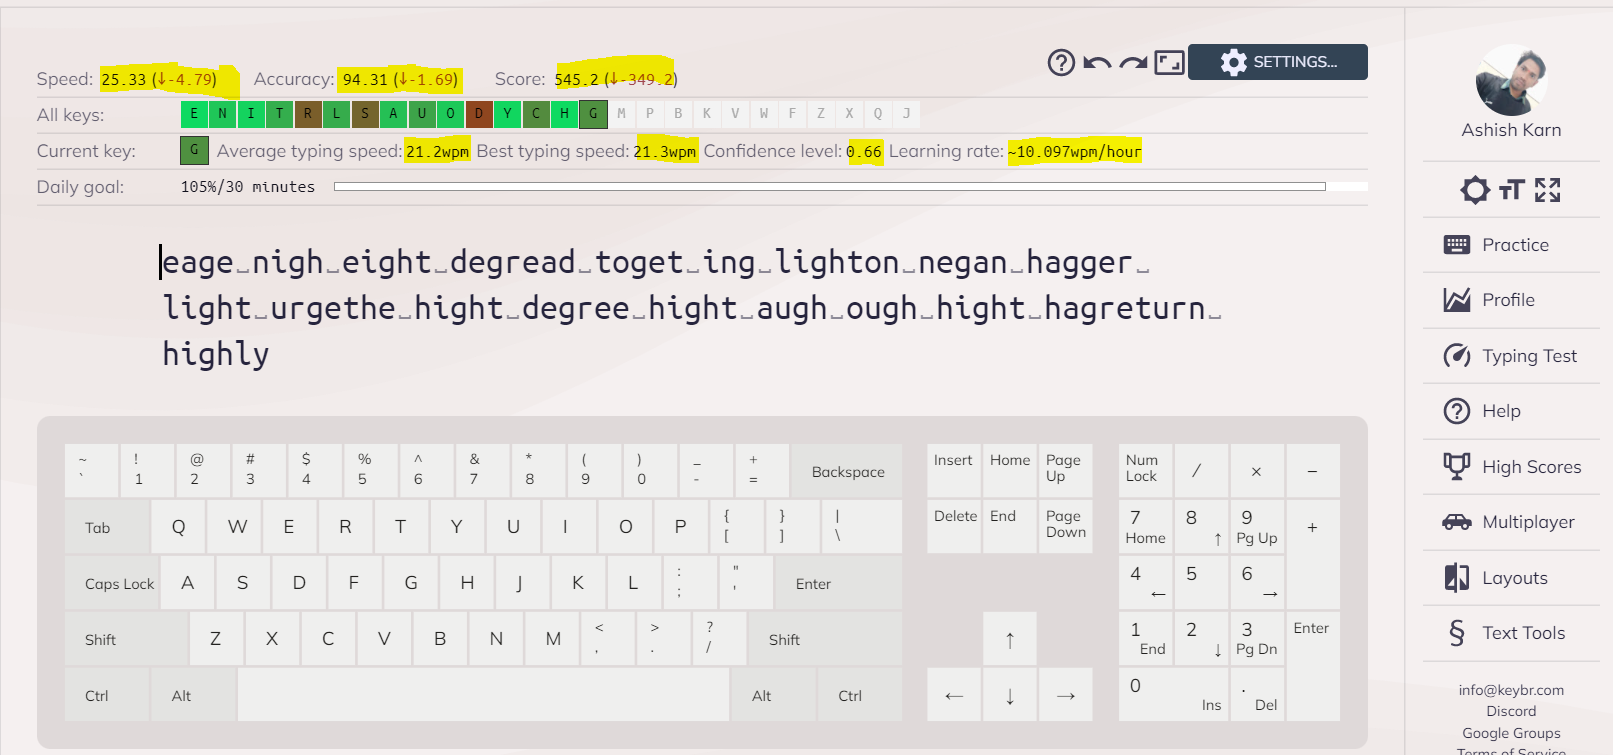 Speed: 25.33 (↓-4.79) Accuracy: 94.31 (↓-1.69) Score: 545.2 (↓-349.2)
SETTINGS...
All keys: E N I T R L S A U O D Y C H G M P B K V W F Z X Q J
Current key: G Average typing speed: 21.2wpm Best typing speed: 21.3wpm Confidence level: 0.66 Learning rate: ~10.097wpm/hour
Daily goal: 105%/30 minutes
eage␣nigh␣eight␣degread␣toget␣ing␣lighton␣negan␣hagger␣
light␣urgethe␣hight␣degree␣hight␣augh␣ough␣hight␣hagreturn␣
highly
~ ! @ # $ % ^ & * ( ) _ +
` 1 2 3 4 5 6 7 8 9 0 - = Backspace
Tab Q W E R T Y U I O P { [ } ] | \
Caps Lock A S D F G H J K L : ; " ' Enter
Shift Z X C V B N M < , > . ? / Shift
Ctrl Alt Alt Ctrl
Insert Home Page Up
Delete End Page Down
↑
← ↓ →
Num Lock / × −
7 Home 8 ↑ 9 Pg Up +
4 ← 5 6 →
1 End 2 ↓ 3 Pg Dn Enter
0 Ins . Del
Ashish Karn
Practice
Profile
Typing Test
Help
High Scores
Multiplayer
Layouts
§ Text Tools
info@keybr.com
Discord
Google Groups
Terms of Service